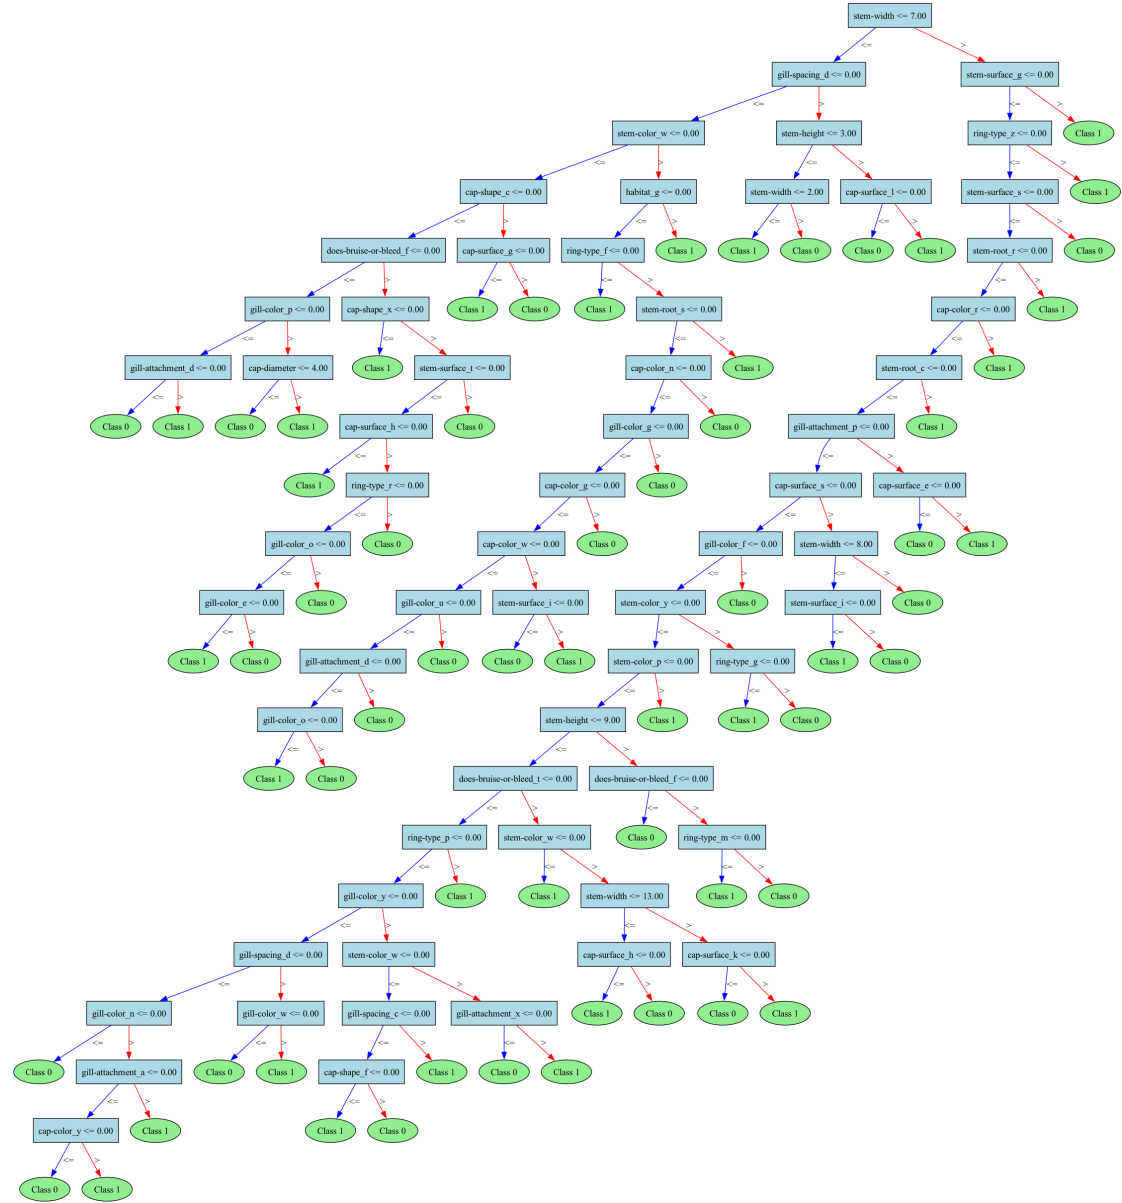 stem-width <= 7.00
<= >
gill-spacing_d <= 0.00 stem-surface_g <= 0.00
<= > <= >
stem-color_w <= 0.00 stem-height <= 3.00 ring-type_z <= 0.00 Class 1
<= > <= > <= >
cap-shape_c <= 0.00 habitat_g <= 0.00 stem-width <= 2.00 cap-surface_l <= 0.00 stem-surface_s <= 0.00 Class 1
<= > <= > <= > <= > <= >
does-bruise-or-bleed_f <= 0.00 cap-surface_g <= 0.00 ring-type_f <= 0.00 Class 1 Class 1 Class 0 Class 0 Class 1 stem-root_r <= 0.00 Class 0
<= > <= > <= > <= >
gill-color_p <= 0.00 cap-shape_x <= 0.00 Class 1 Class 0 Class 1 stem-root_s <= 0.00 cap-color_r <= 0.00 Class 1
<= > <= > <= > <= >
gill-attachment_d <= 0.00 cap-diameter <= 4.00 Class 1 stem-surface_t <= 0.00 cap-color_n <= 0.00 Class 1 stem-root_c <= 0.00 Class 1
<= > <= > <= > <= > <= >
Class 0 Class 1 Class 0 Class 1 cap-surface_h <= 0.00 Class 0 gill-color_g <= 0.00 Class 0 gill-attachment_p <= 0.00 Class 1
<= > <= > <= >
Class 1 ring-type_r <= 0.00 cap-color_g <= 0.00 Class 0 cap-surface_s <= 0.00 cap-surface_e <= 0.00
<= > <= > <= > <= >
gill-color_o <= 0.00 Class 0 cap-color_w <= 0.00 Class 0 gill-color_f <= 0.00 stem-width <= 8.00 Class 0 Class 1
<= > <= > <= > <= >
gill-color_e <= 0.00 Class 0 gill-color_u <= 0.00 stem-surface_i <= 0.00 stem-color_y <= 0.00 Class 0 stem-surface_i <= 0.00 Class 0
<= > <= > <= > <= > <= >
Class 1 Class 0 gill-attachment_d <= 0.00 Class 0 Class 0 Class 1 stem-color_p <= 0.00 ring-type_g <= 0.00 Class 1 Class 0
<= > <= > <= >
gill-color_o <= 0.00 Class 0 stem-height <= 9.00 Class 1 Class 1 Class 0
<= > <= >
Class 1 Class 0 does-bruise-or-bleed_t <= 0.00 does-bruise-or-bleed_f <= 0.00
<= > <= >
ring-type_p <= 0.00 stem-color_w <= 0.00 Class 0 ring-type_m <= 0.00
<= > <= > <= >
gill-color_y <= 0.00 Class 1 Class 1 stem-width <= 13.00 Class 1 Class 0
<= > <= >
gill-spacing_d <= 0.00 stem-color_w <= 0.00 cap-surface_h <= 0.00 cap-surface_k <= 0.00
<= > <= > <= > <= >
gill-color_n <= 0.00 gill-color_w <= 0.00 gill-spacing_c <= 0.00 gill-attachment_x <= 0.00 Class 1 Class 0 Class 0 Class 1
<= > <= > <= > <= >
Class 0 gill-attachment_a <= 0.00 Class 0 Class 1 cap-shape_f <= 0.00 Class 1 Class 0 Class 1
<= > <= >
cap-color_y <= 0.00 Class 1 Class 1 Class 0
<= >
Class 0 Class 1